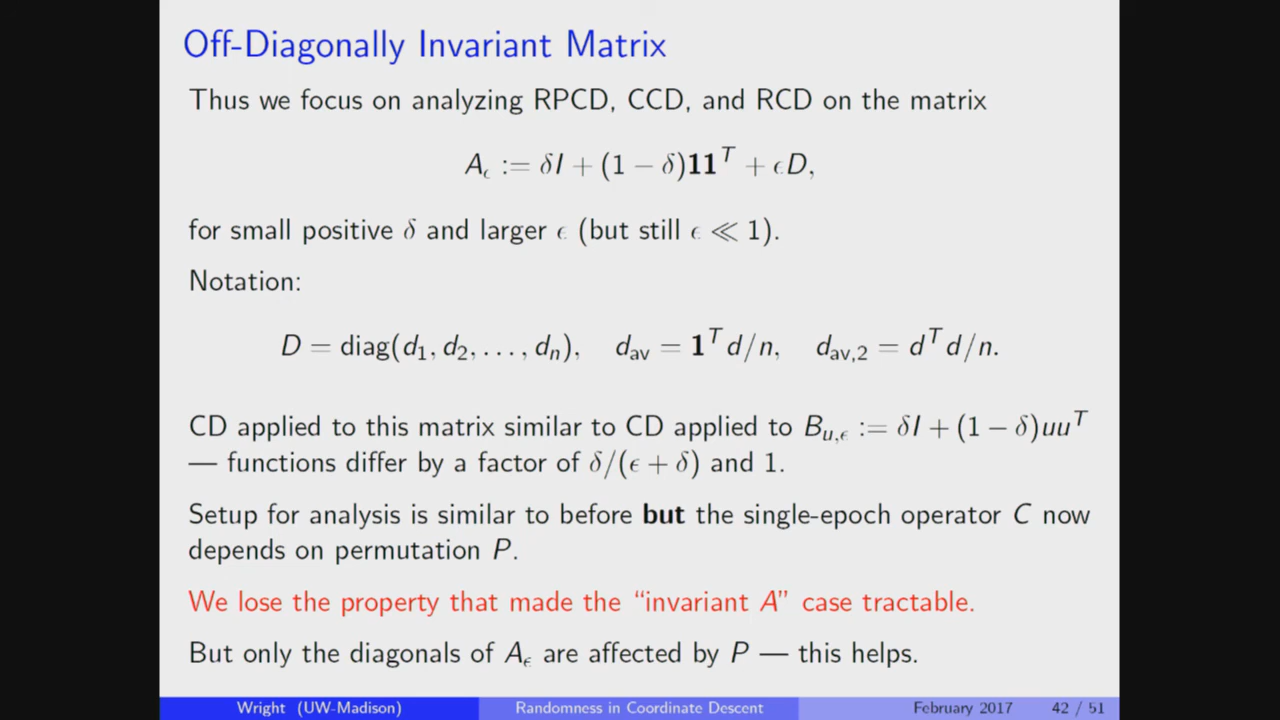 Off-Diagonally Invariant Matrix
Thus we focus on analyzing RPCD, CCD, and RCD on the matrix
A_ϵ := δI + (1 − δ)𝟏𝟏^T + ϵD,
for small positive δ and larger ϵ (but still ϵ ≪ 1).
Notation:
D = diag(d_1, d_2, . . . , d_n),    d_av = 𝟏^T d/n,    d_av,2 = d^T d/n.
CD applied to this matrix similar to CD applied to B_u,ϵ := δI + (1 − δ)uu^T
— functions differ by a factor of δ/(ϵ + δ) and 1.
Setup for analysis is similar to before but the single-epoch operator C now
depends on permutation P.
We lose the property that made the “invariant A” case tractable.
But only the diagonals of A_ϵ are affected by P — this helps.
Wright (UW-Madison) Randomness in Coordinate Descent February 2017 42 / 51